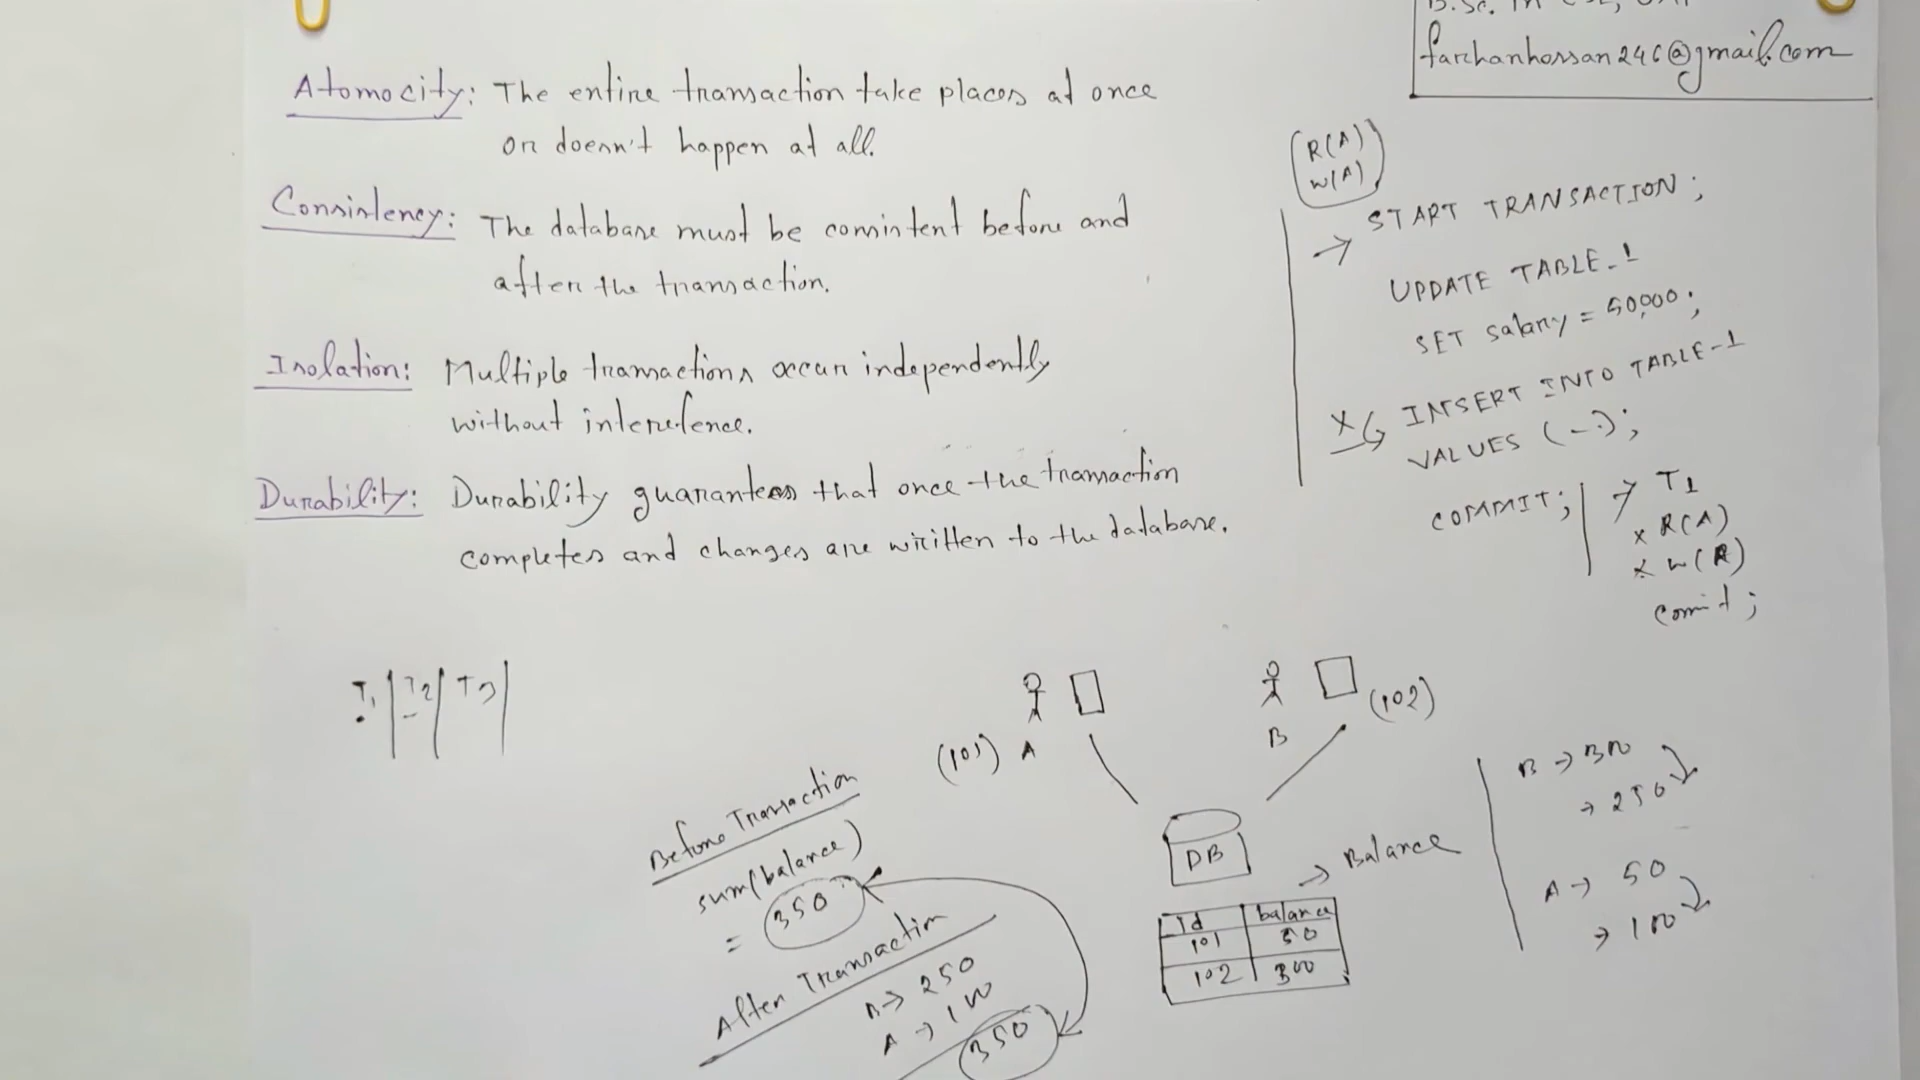 farhanhossan246@gmail.com
Atomocity: The entire transaction take places at once
or doesn't happen at all.
Consistency: The database must be consistent before and
after the transaction.
Isolation: Multiple transactions occur independently
without
Durability: Durability guarantees that once the transaction
completes and changes are written to the database.
R(A)
W(A)
START TRANSACTION;
UPDATE TABLE_1
SET salary = 50,000;
INSERT INTO TABLE-1
VALUES (-·);
COMMIT;
T1
x R(A)
x W(A)
commit;
T1 T2 T3
(101) A
B (102)
DB
→ Balance
Id balance
101 50
102 300
B → 300
→ 250
A → 50
→ 100
Before Transaction
sum(balance)
= 350
After Transaction
B → 250
A → 100
350